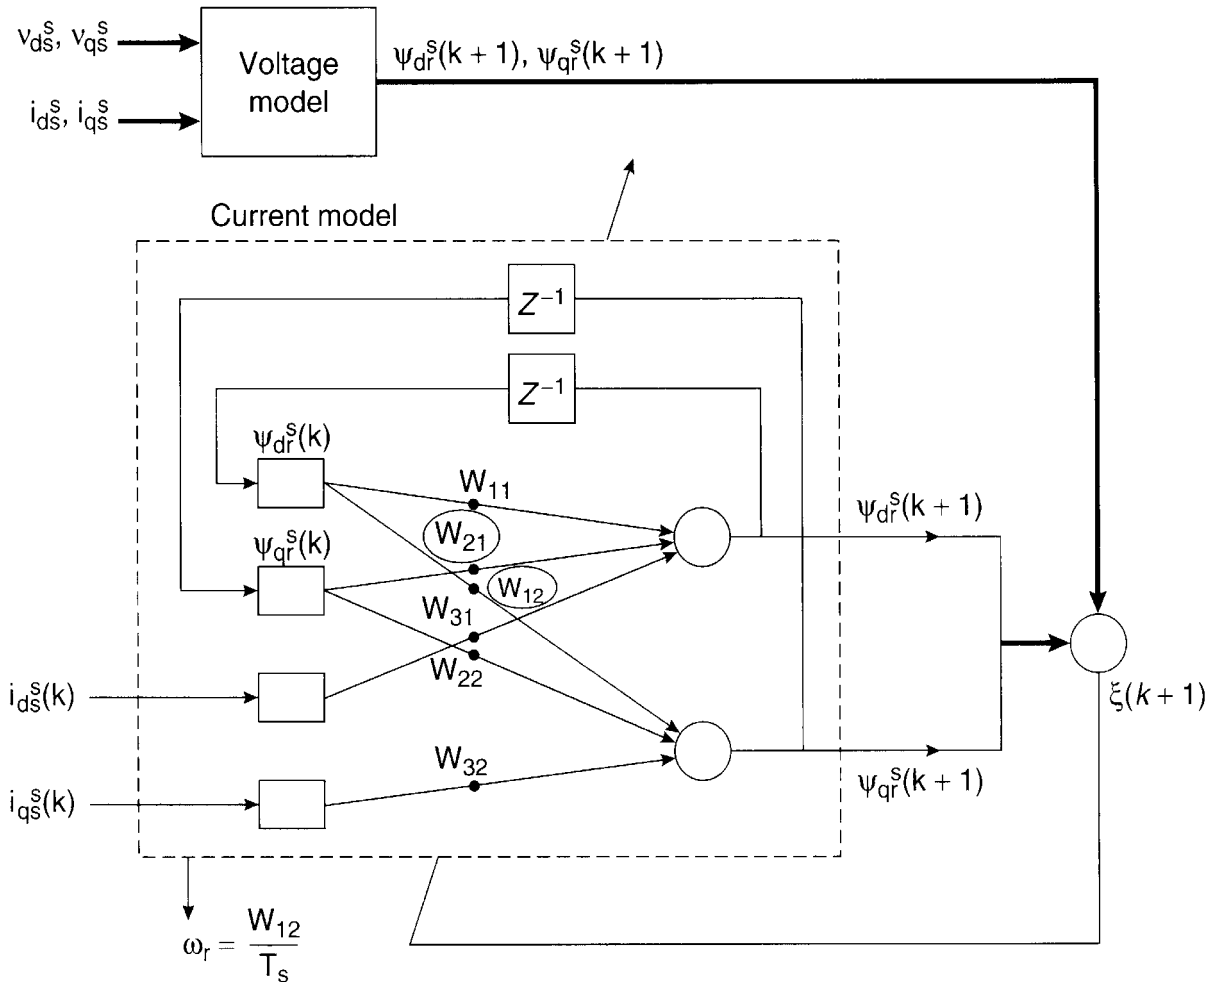 ν_ds^s, ν_qs^s
i_ds^s, i_qs^s
Voltage
model
ψ_dr^s(k + 1), ψ_qr^s(k + 1)
Current model
Z^−1
Z^−1
ψ_dr^s(k)
W_11
W_21
ψ_qr^s(k)
W_12
W_31
W_22
i_ds^s(k)
W_32
i_qs^s(k)
ψ_dr^s(k + 1)
ξ(k + 1)
ψ_qr^s(k + 1)
ω_r = W_12 / T_s